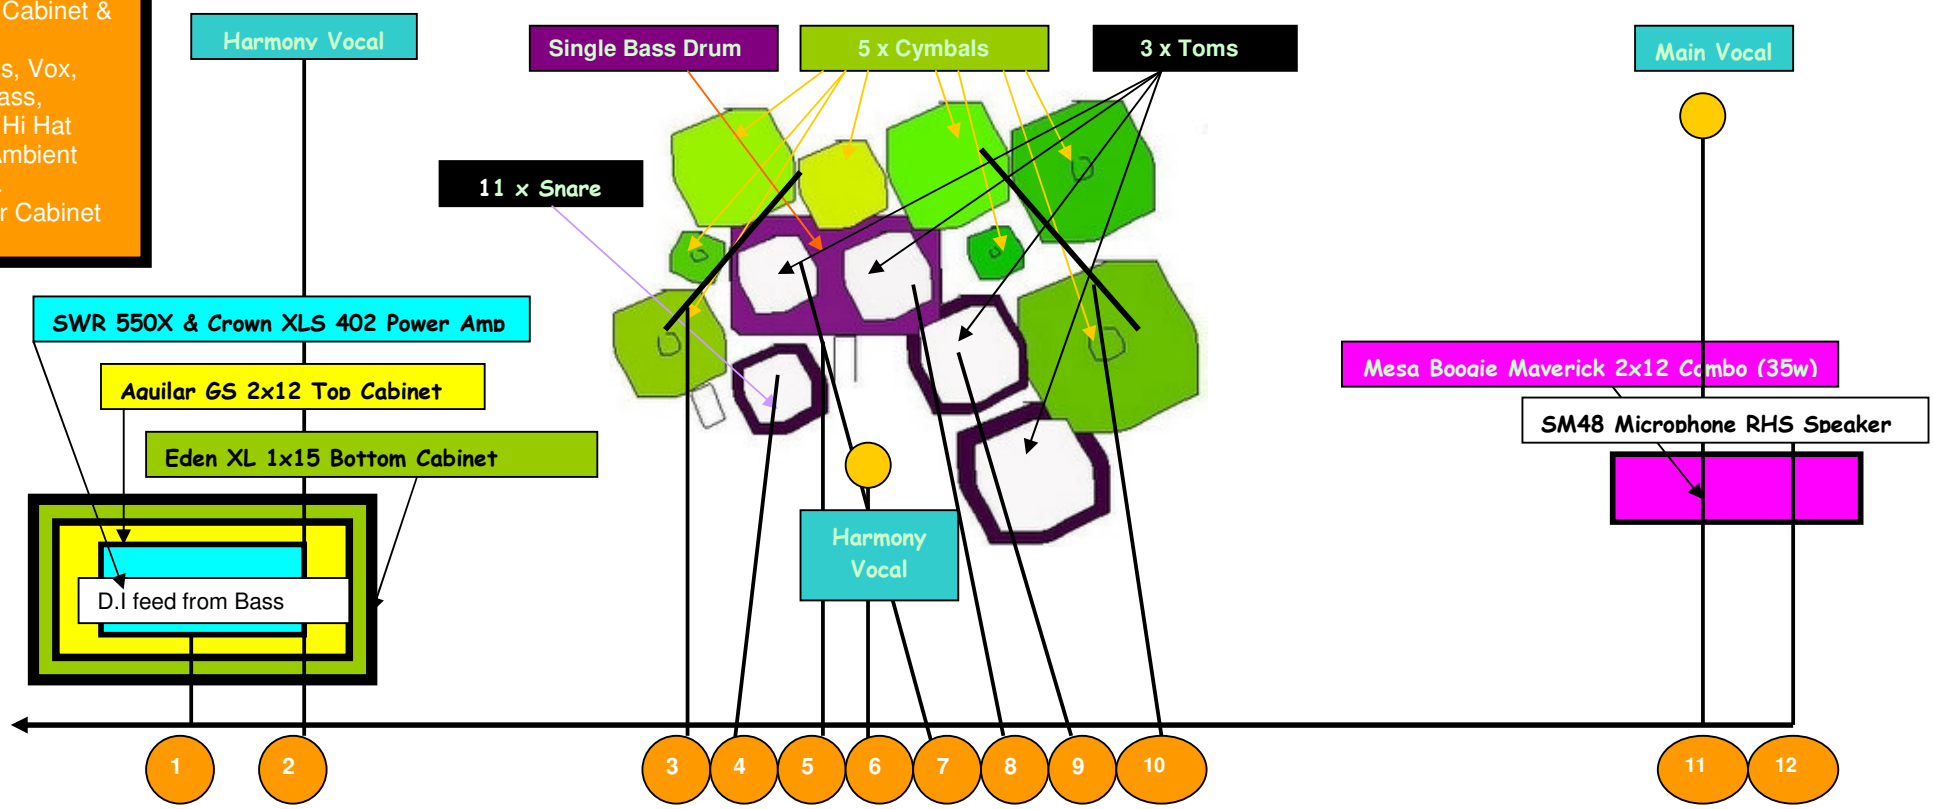 Cabinet &
s, Vox,
ass,
Hi Hat
Ambient
r Cabinet
Harmony Vocal
Single Bass Drum
5 x Cymbals
3 x Toms
Main Vocal
11 x Snare
SWR 550X & Crown XLS 402 Power Amp
Aguilar GS 2x12 Top Cabinet
Eden XL 1x15 Bottom Cabinet
Mesa Boogie Maverick 2x12 Combo (35w)
SM48 Microphone RHS Speaker
D.I feed from Bass
Harmony
Vocal
1 2 3 4 5 6 7 8 9 10 11 12